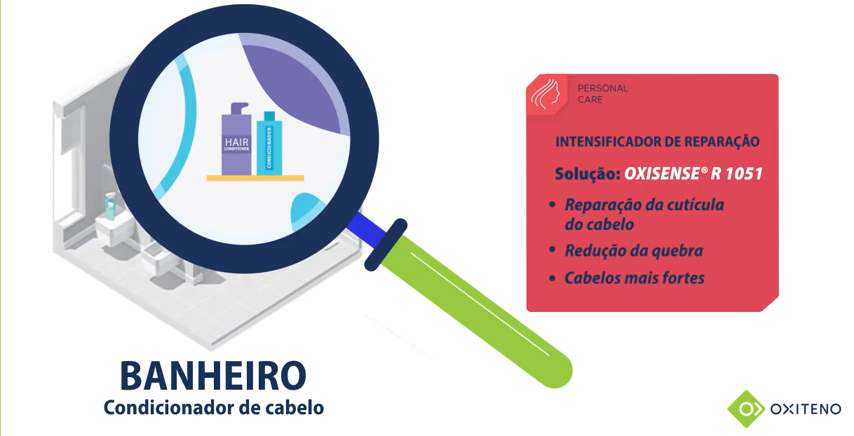 HAIR
CONDITIONER
CONDICIONADOR
BANHEIRO
Condicionador de cabelo
PERSONAL
CARE
INTENSIFICADOR DE REPARAÇÃO
Solução: OXISENSE® R 1051
• Reparação da cutícula
do cabelo
• Redução da quebra
• Cabelos mais fortes
OXITENO